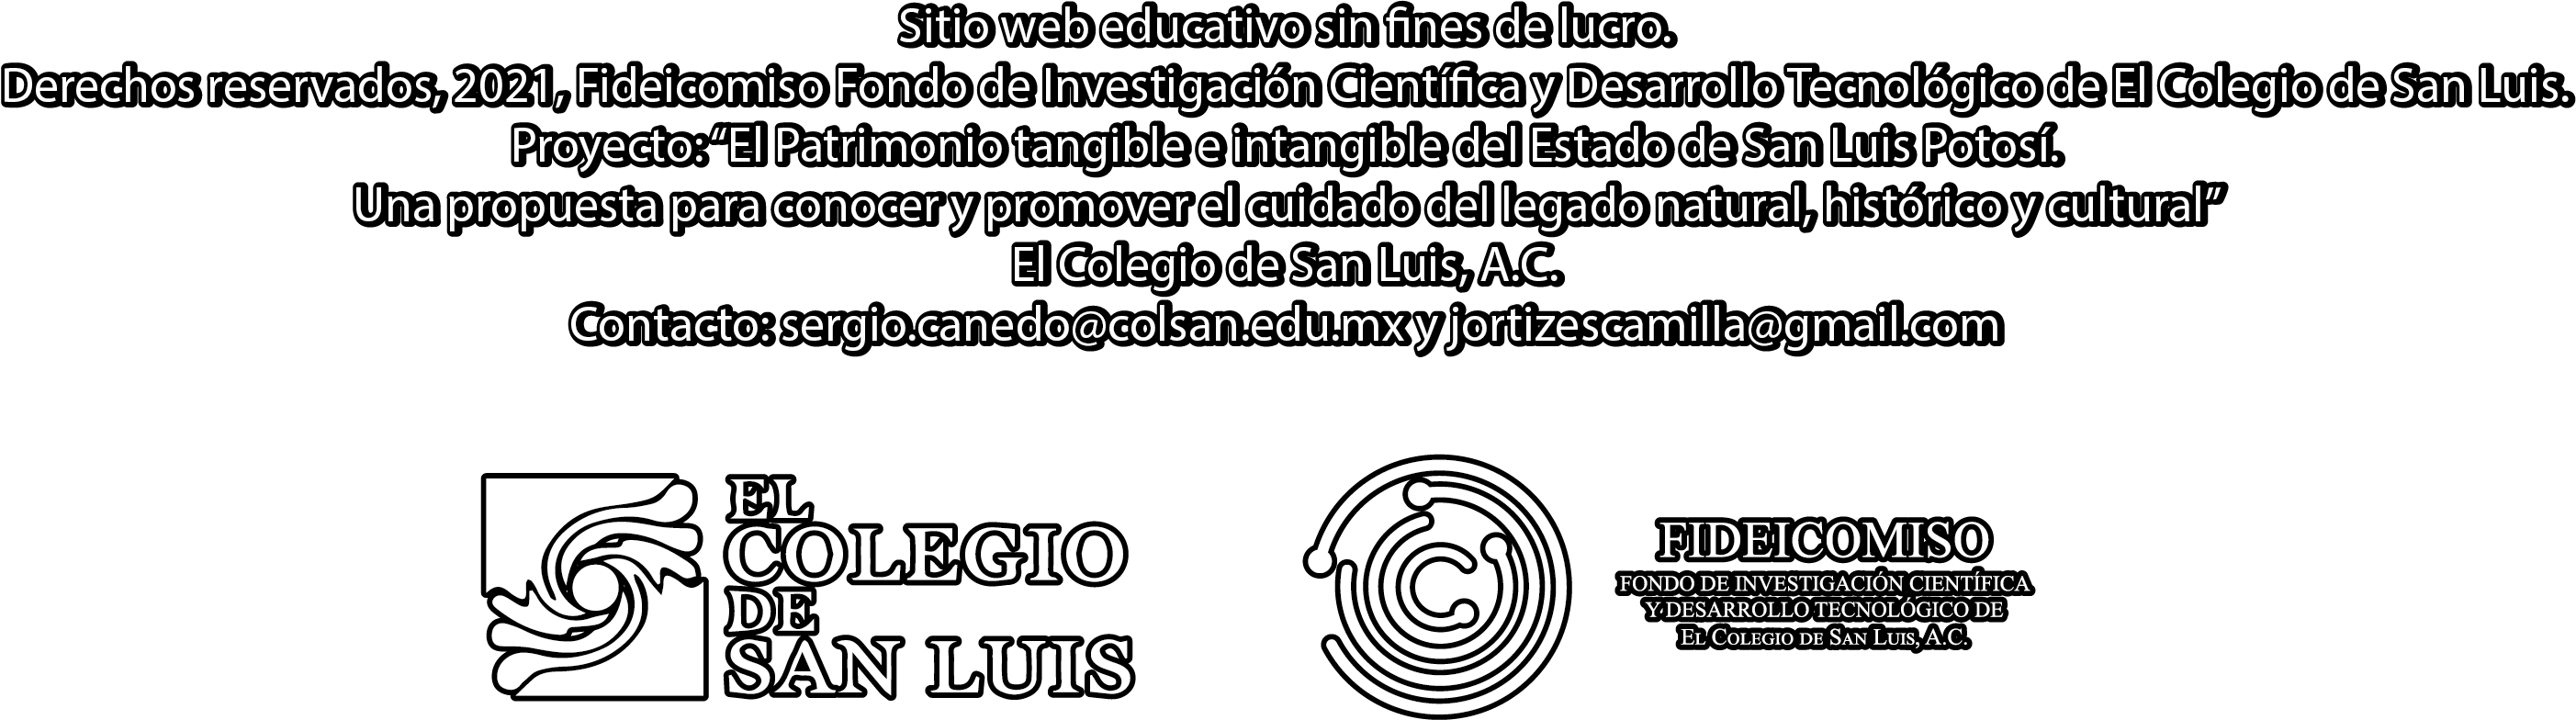 Sitio web educativo sin fines de lucro.
Derechos reservados, 2021, Fideicomiso Fondo de Investigación Científica y Desarrollo Tecnológico de El Colegio de San Luis.
Proyecto: “El Patrimonio tangible e intangible del Estado de San Luis Potosí.
Una propuesta para conocer y promover el cuidado del legado natural, histórico y cultural”
El Colegio de San Luis, A.C.
Contacto: sergio.canedo@colsan.edu.mx y jortizescamilla@gmail.com
EL
COLEGIO
DE
SAN LUIS
FIDEICOMISO
FONDO DE INVESTIGACIÓN CIENTÍFICA
Y DESARROLLO TECNOLÓGICO DE
EL COLEGIO DE SAN LUIS, A.C.